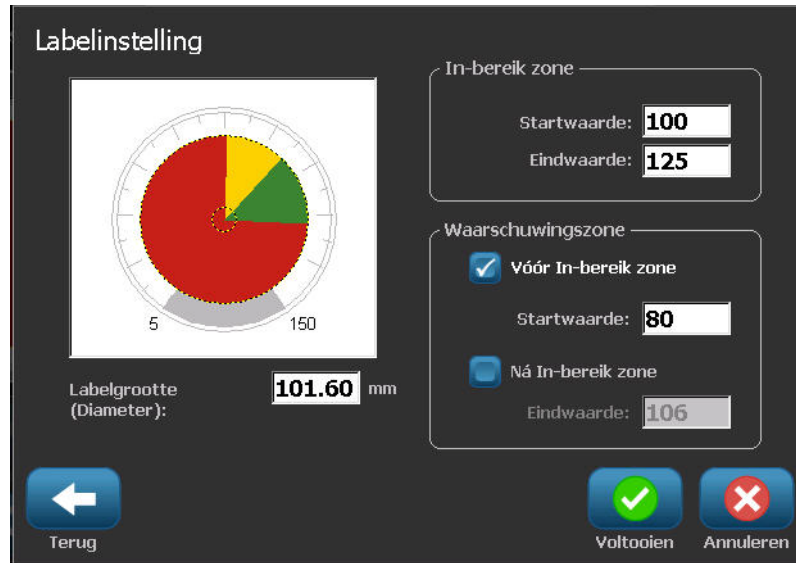 Labelinstelling
5 150
Labelgrootte
(Diameter): 101.60 mm
In-bereik zone
Startwaarde: 100
Eindwaarde: 125
Waarschuwingszone
Vóór In-bereik zone
Startwaarde: 80
Ná In-bereik zone
Eindwaarde: 106
Terug
Voltooien
Annuleren